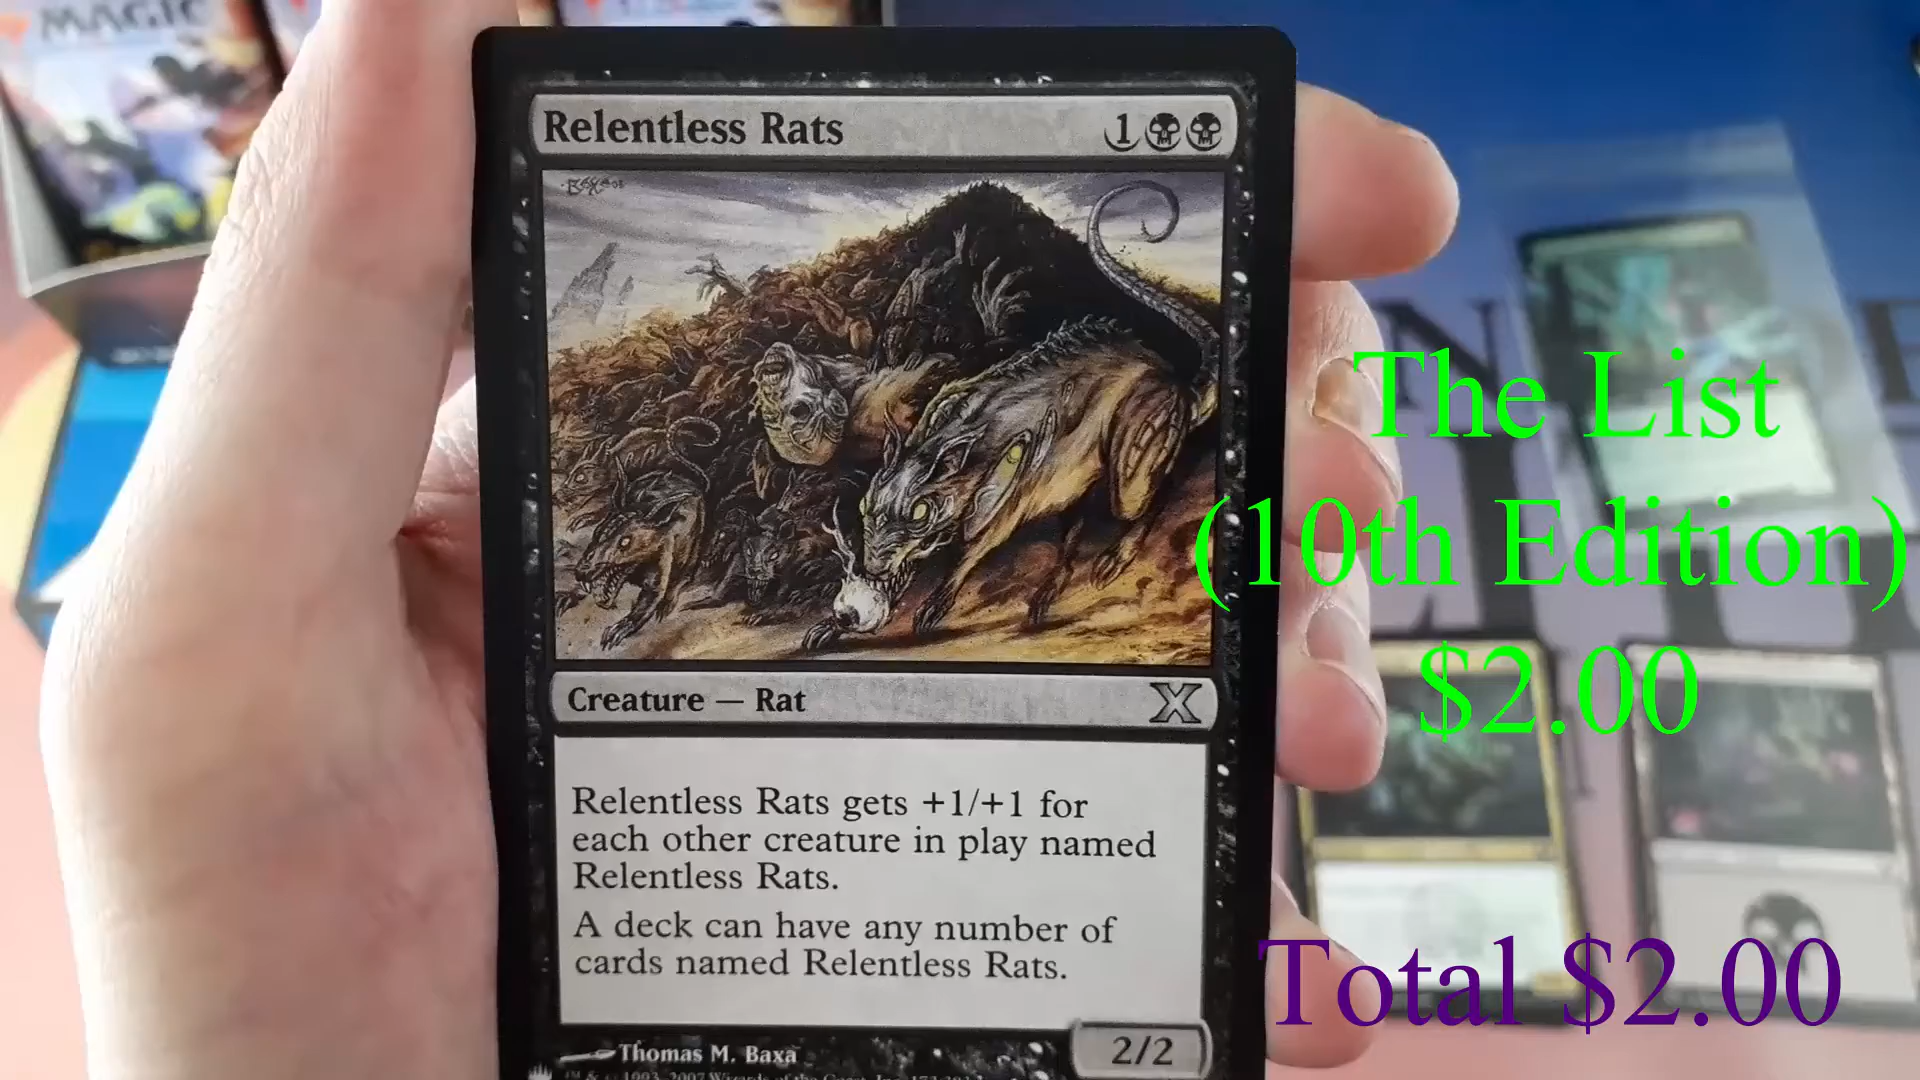 MAGIC
Relentless Rats 1
Creature — Rat
Relentless Rats gets +1/+1 for
each other creature in play named
Relentless Rats.
A deck can have any number of
cards named Relentless Rats.
Thomas M. Baxa
2/2
The List
(10th Edition)
$2.00
Total $2.00